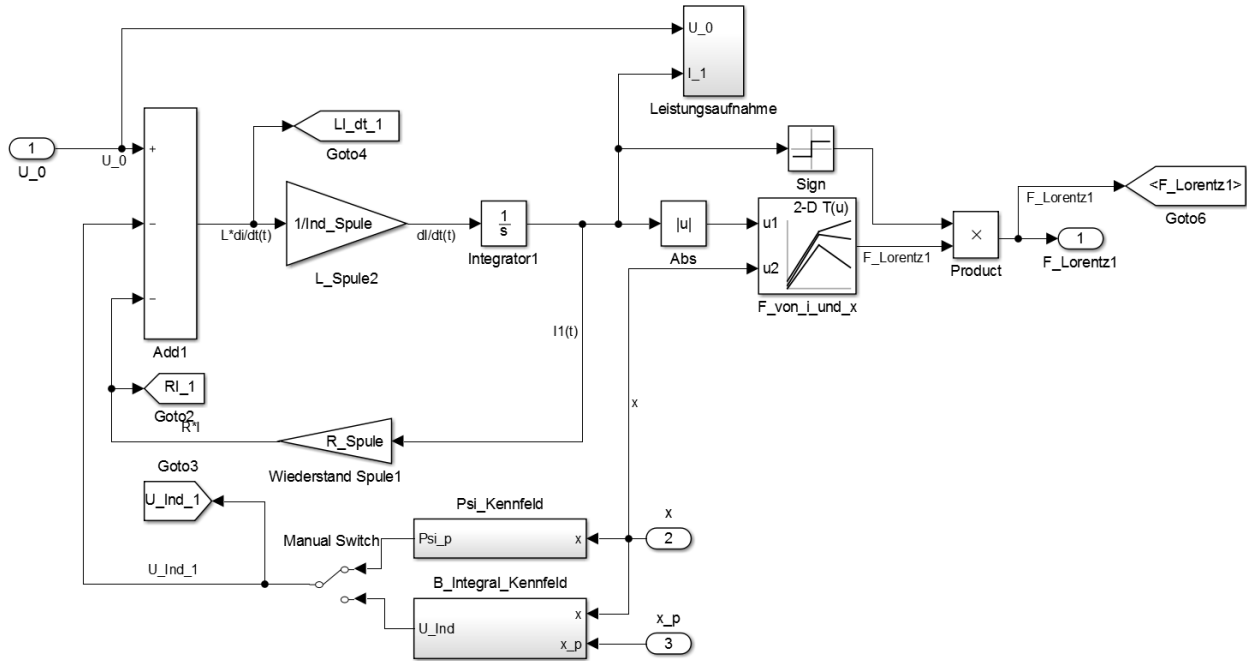 U_0
I_1
Leistungsaufnahme
LI_dt_1
Goto4
1
U_0
U_0
+
−
−
Add1
L*di/dt(t)
1/Ind_Spule
L_Spule2
dI/dt(t)
1
s
Integrator1
Sign
|u|
Abs
2-D T(u)
u1
u2
F_von_i_und_x
F_Lorentz1
×
Product
F_Lorentz1
<F_Lorentz1>
Goto6
1
F_Lorentz1
I1(t)
x
RI_1
Goto2
R*I
R_Spule
Wiederstand Spule1
Goto3
U_Ind_1
U_Ind_1
Manual Switch
Psi_Kennfeld
Psi_p
x
x
2
B_Integral_Kennfeld
U_Ind
x
x_p
x_p
3